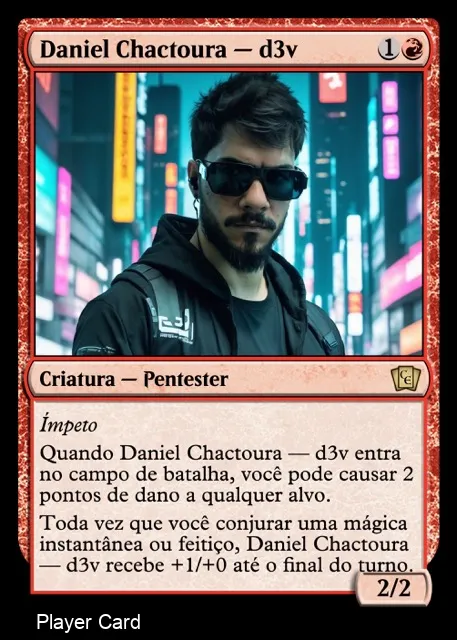 Daniel Chactoura — d3v 1
Criatura — Pentester
Ímpeto
Quando Daniel Chactoura — d3v entra
no campo de batalha, você pode causar 2
pontos de dano a qualquer alvo.
Toda vez que você conjurar uma mágica
instantânea ou feitiço, Daniel Chactoura
— d3v recebe +1/+0 até o final do turno.
2/2
Player Card